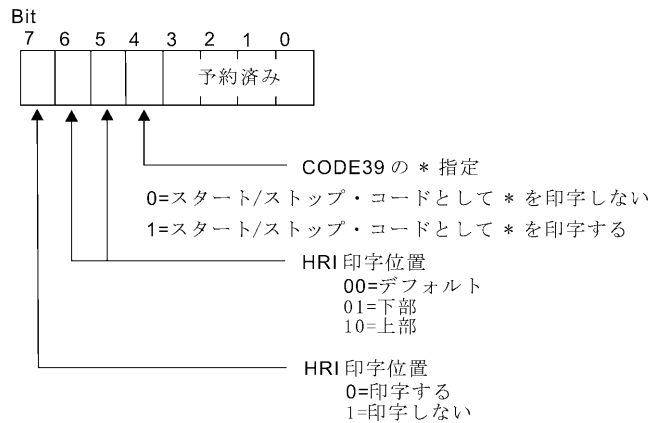 Bit
7 6 5 4 3 2 1 0
予約済み
CODE39 の * 指定
0=スタート/ストップ・コードとして * を印字しない
1=スタート/ストップ・コードとして * を印字する
HRI 印字位置
00=デフォルト
01=下部
10=上部
HRI 印字位置
0=印字する
1=印字しない